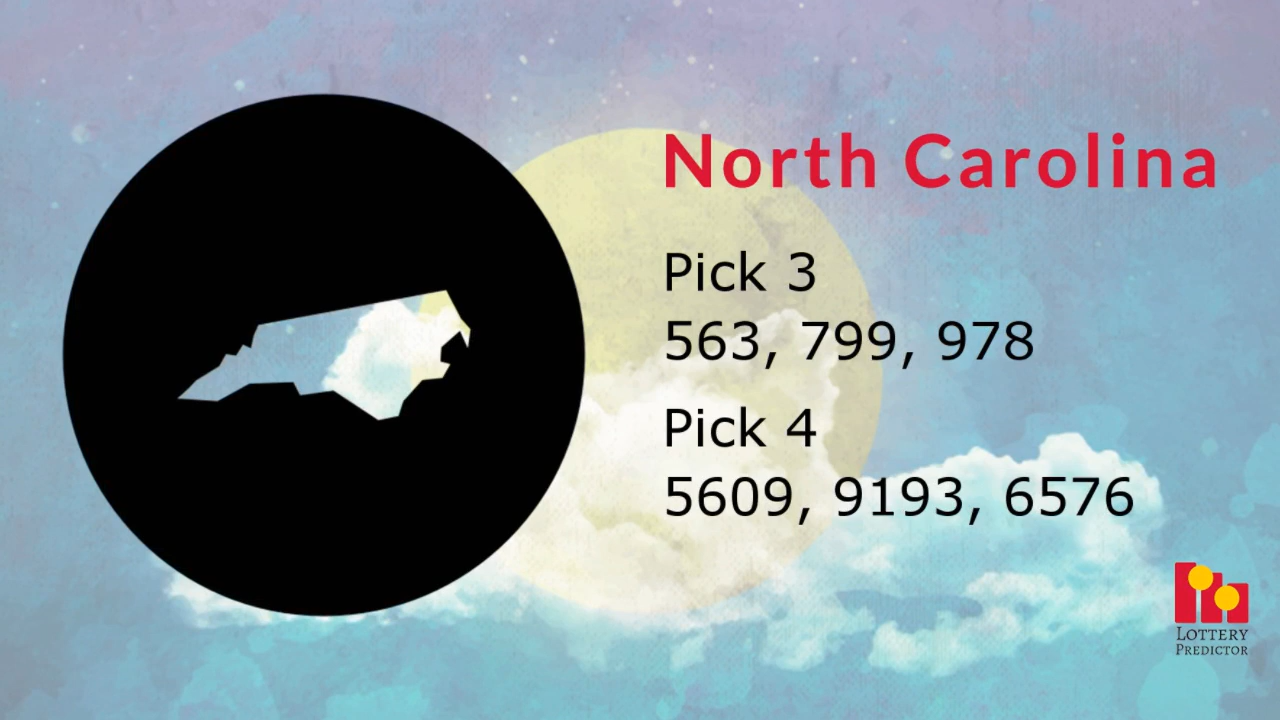 North Carolina
Pick 3
563, 799, 978
Pick 4
5609, 9193, 6576
Lottery
Predictor